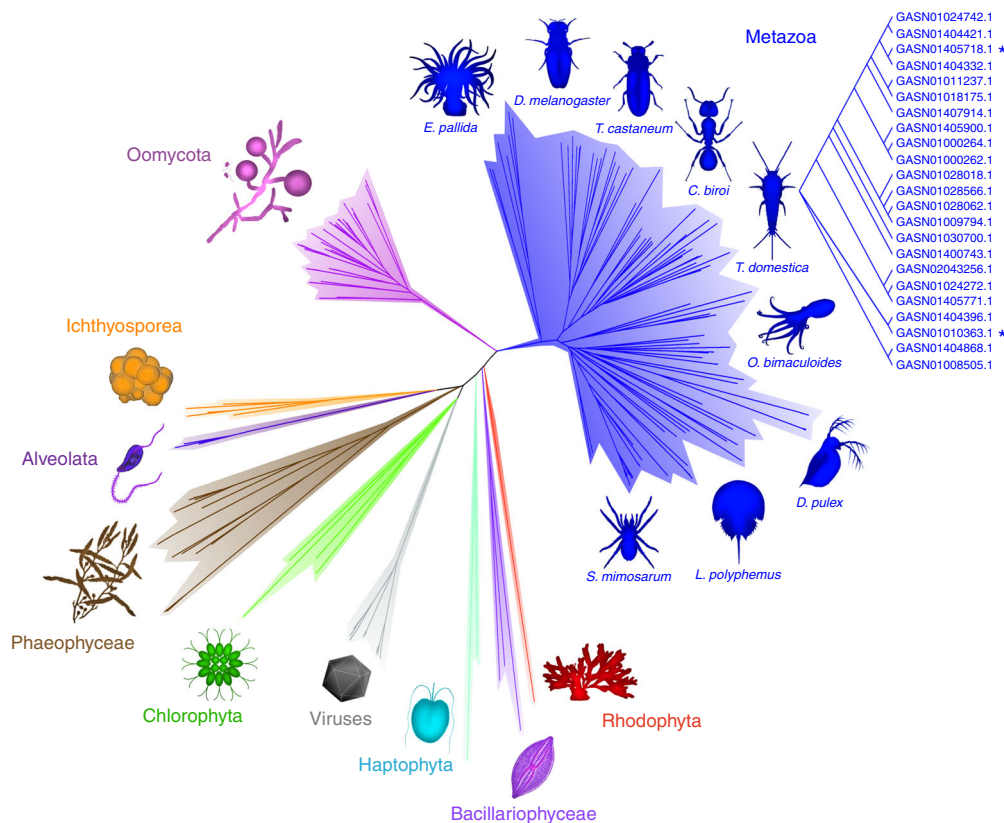 Metazoa
GASN01024742.1
GASN01404421.1
GASN01405718.1 *
GASN01404332.1
GASN01011237.1
GASN01018175.1
GASN01407914.1
GASN01405900.1
GASN01000264.1
GASN01000262.1
GASN01028018.1
GASN01028566.1
GASN01028062.1
GASN01009794.1
GASN01030700.1
GASN01400743.1
GASN02043256.1
GASN01024272.1
GASN01405771.1
GASN01404396.1
GASN01010363.1 *
GASN01404868.1
GASN01008505.1
E. pallida
D. melanogaster
T. castaneum
C. biroi
T. domestica
O. bimaculoides
D. pulex
L. polyphemus
S. mimosarum
Oomycota
Ichthyosporea
Alveolata
Phaeophyceae
Chlorophyta
Viruses
Haptophyta
Bacillariophyceae
Rhodophyta